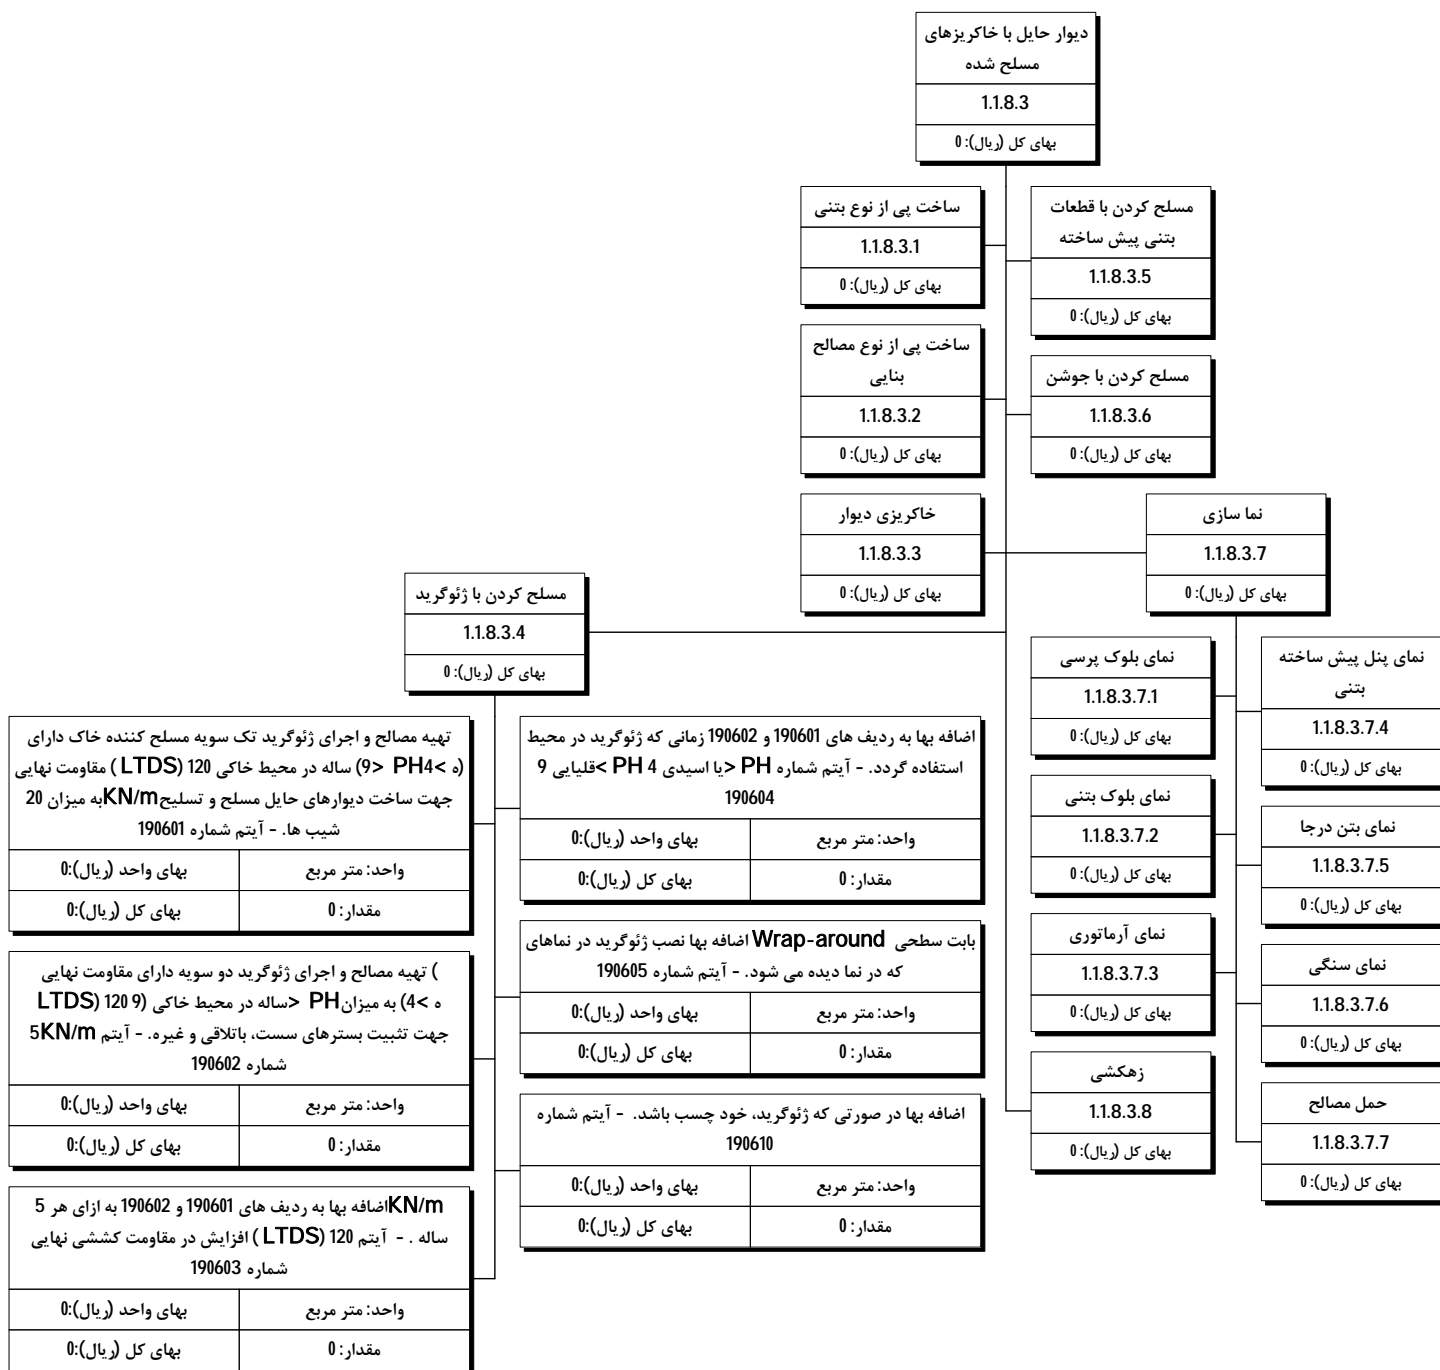 دیوار حایل با خاکریزهای
مسلح شده
1.1.8.3
بهای کل (ریال): 0
ساخت پی از نوع بتنی
1.1.8.3.1
بهای کل (ریال): 0
مسلح کردن با قطعات
بتنی پیش ساخته
1.1.8.3.5
بهای کل (ریال): 0
ساخت پی از نوع مصالح
بنایی
1.1.8.3.2
بهای کل (ریال): 0
مسلح کردن با جوشن
1.1.8.3.6
بهای کل (ریال): 0
خاکریزی دیوار
1.1.8.3.3
بهای کل (ریال): 0
نما سازی
1.1.8.3.7
بهای کل (ریال): 0
مسلح کردن با ژئوگرید
1.1.8.3.4
بهای کل (ریال): 0
نمای بلوک پرسی
1.1.8.3.7.1
بهای کل (ریال): 0
نمای پنل پیش ساخته
بتنی
1.1.8.3.7.4
بهای کل (ریال): 0
نمای بلوک بتنی
1.1.8.3.7.2
بهای کل (ریال): 0
نمای بتن درجا
1.1.8.3.7.5
بهای کل (ریال): 0
نمای آرماتوری
1.1.8.3.7.3
بهای کل (ریال): 0
نمای سنگی
1.1.8.3.7.6
بهای کل (ریال): 0
زهکشی
1.1.8.3.8
بهای کل (ریال): 0
حمل مصالح
1.1.8.3.7.7
بهای کل (ریال): 0
تهیه مصالح و اجرای ژئوگرید تک سویه مسلح کننده خاک دارای
مقاومت نهایی ( LTDS) 120 ساله در محیط خاکی (9> PH4> ه)
به میزان 20 KN/m جهت ساخت دیوارهای حایل مسلح و تسلیح
شیب ها. - آیتم شماره 190601
واحد: متر مربع
بهای واحد (ریال):0
مقدار: 0
بهای کل (ریال):0
اضافه بها به ردیف های 190601 و 190602 زمانی که ژئوگرید در محیط
قلیایی 9< PH یا اسیدی 4> PH استفاده گردد. - آیتم شماره
190604
واحد: متر مربع
بهای واحد (ریال):0
مقدار: 0
بهای کل (ریال):0
تهیه مصالح و اجرای ژئوگرید دو سویه دارای مقاومت نهایی (
LTDS) 120 ساله در محیط خاکی (9> PH ه >4) به میزان
5KN/m جهت تثبیت بسترهای سست، باتلاقی و غیره. - آیتم
شماره 190602
واحد: متر مربع
بهای واحد (ریال):0
مقدار: 0
بهای کل (ریال):0
اضافه بها نصب ژئوگرید در نماهای Wrap-around بابت سطحی
که در نما دیده می شود. - آیتم شماره 190605
واحد: متر مربع
بهای واحد (ریال):0
مقدار: 0
بهای کل (ریال):0
اضافه بها به ردیف های 190601 و 190602 به ازای هر 5 KN/m
افزایش در مقاومت کششی نهایی ( LTDS) 120 ساله . - آیتم
شماره 190603
واحد: متر مربع
بهای واحد (ریال):0
مقدار: 0
بهای کل (ریال):0
اضافه بها در صورتی که ژئوگرید، خود چسب باشد. - آیتم شماره
190610
واحد: متر مربع
بهای واحد (ریال):0
مقدار: 0
بهای کل (ریال):0